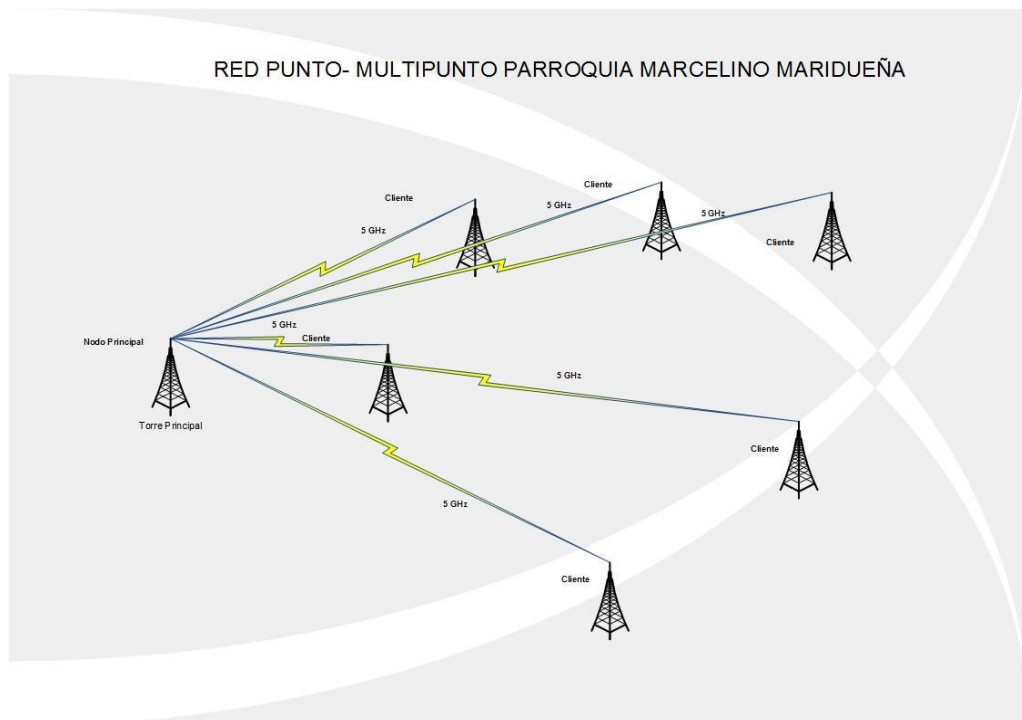 RED PUNTO- MULTIPUNTO PARROQUIA MARCELINO MARIDUEÑA
Cliente
Cliente
5 GHz
5 GHz
5 GHz
Cliente
5 GHz
Nodo Principal
Cliente
5 GHz
Torre Principal
Cliente
5 GHz
Cliente